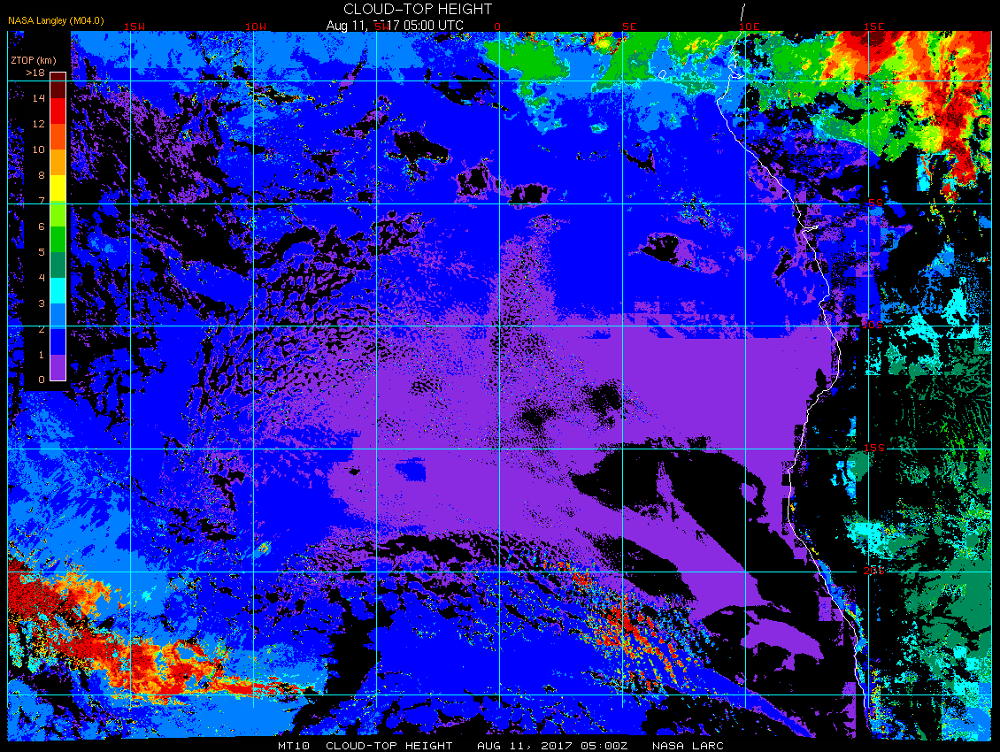 CLOUD-TOP HEIGHT
NASA Langley (M04.0)
Aug 11, 2017 05:00 UTC
15W 10W 5W 0 5E 10E 15E
ZTOP (km)
>18
14
12
10
8
7
6
5
4
3
2
1
0
5S
10S
15S
20S
MT10 CLOUD-TOP HEIGHT AUG 11, 2017 05:00Z NASA LARC